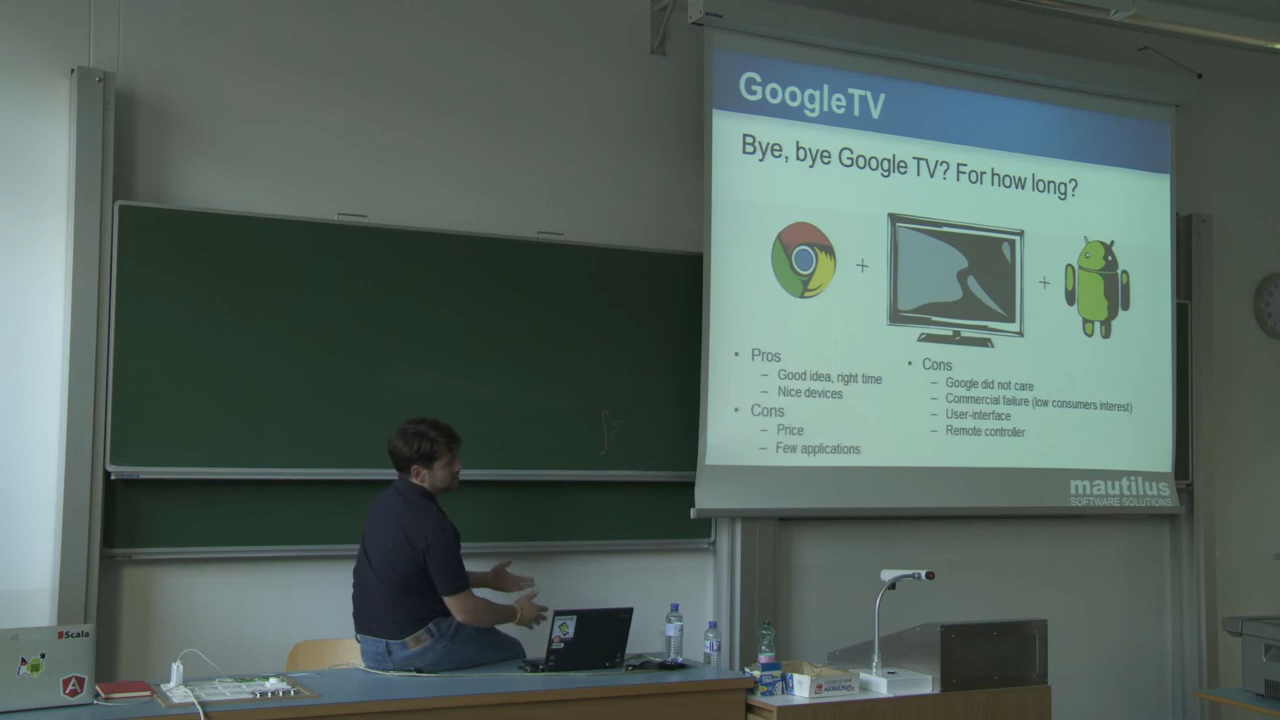 GoogleTV
Bye, bye Google TV? For how long?
+
+
• Pros
– Good idea, right time
– Nice devices
• Cons
– Price
– Few applications
• Cons
– Google did not care
– Commercial failure (low consumers interest)
– User-interface
– Remote controller
mautilus
SOFTWARE SOLUTIONS
Scala
A